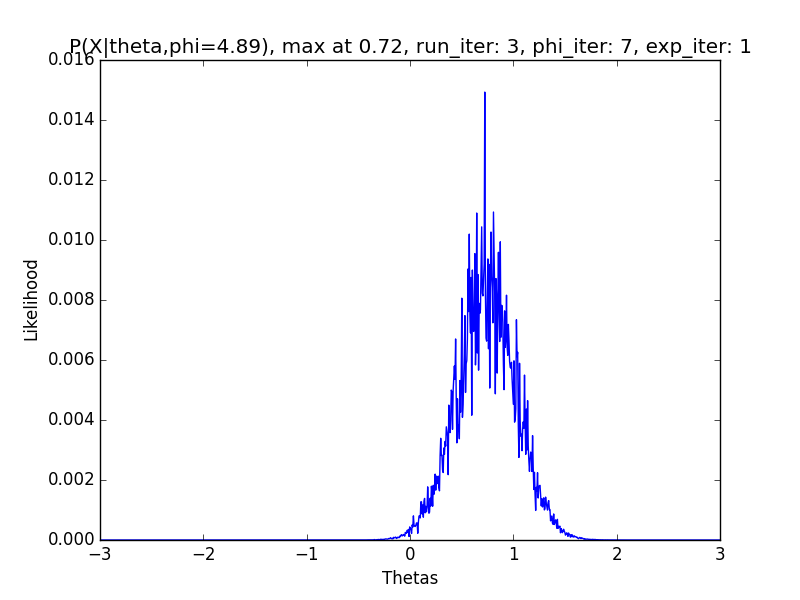 P(X|theta,phi=4.89), max at 0.72, run_iter: 3, phi_iter: 7, exp_iter: 1
0.016
0.014
0.012
0.010
0.008
0.006
0.004
0.002
0.000
Likelihood
−3 −2 −1 0 1 2 3
Thetas